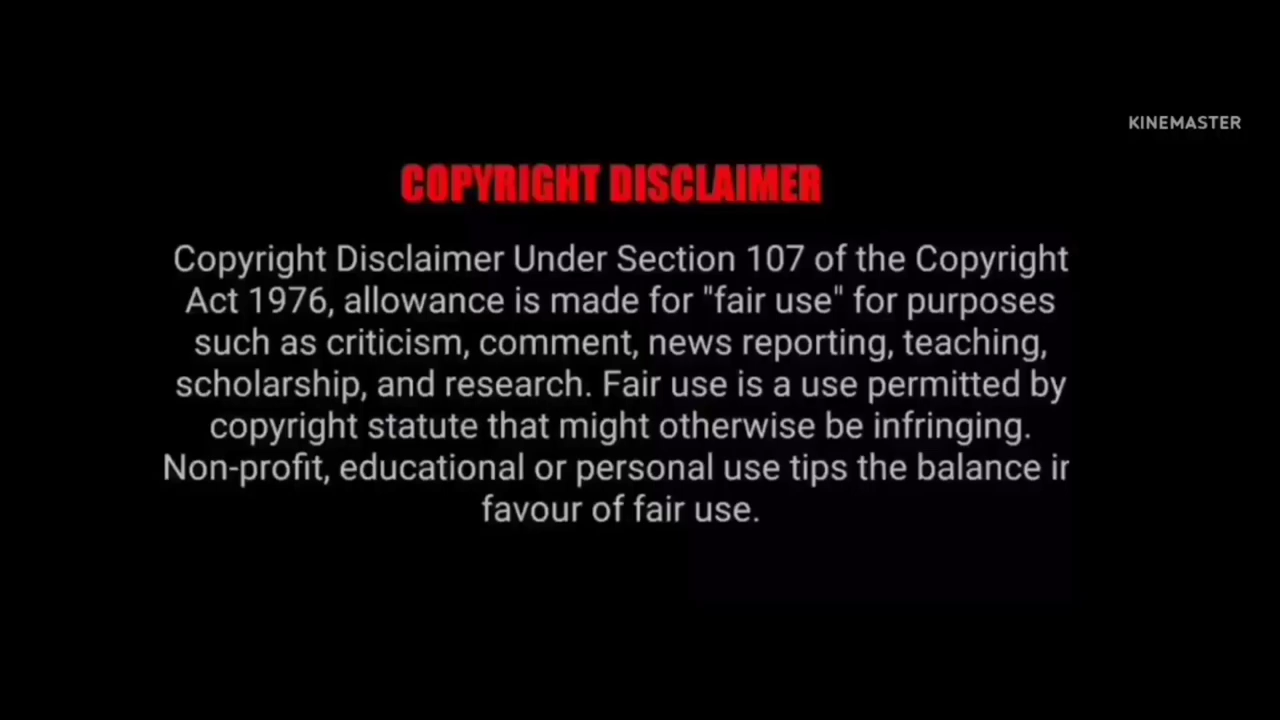 KINEMASTER
COPYRIGHT DISCLAIMER
Copyright Disclaimer Under Section 107 of the Copyright
Act 1976, allowance is made for "fair use" for purposes
such as criticism, comment, news reporting, teaching,
scholarship, and research. Fair use is a use permitted by
copyright statute that might otherwise be infringing.
Non-profit, educational or personal use tips the balance in
favour of fair use.